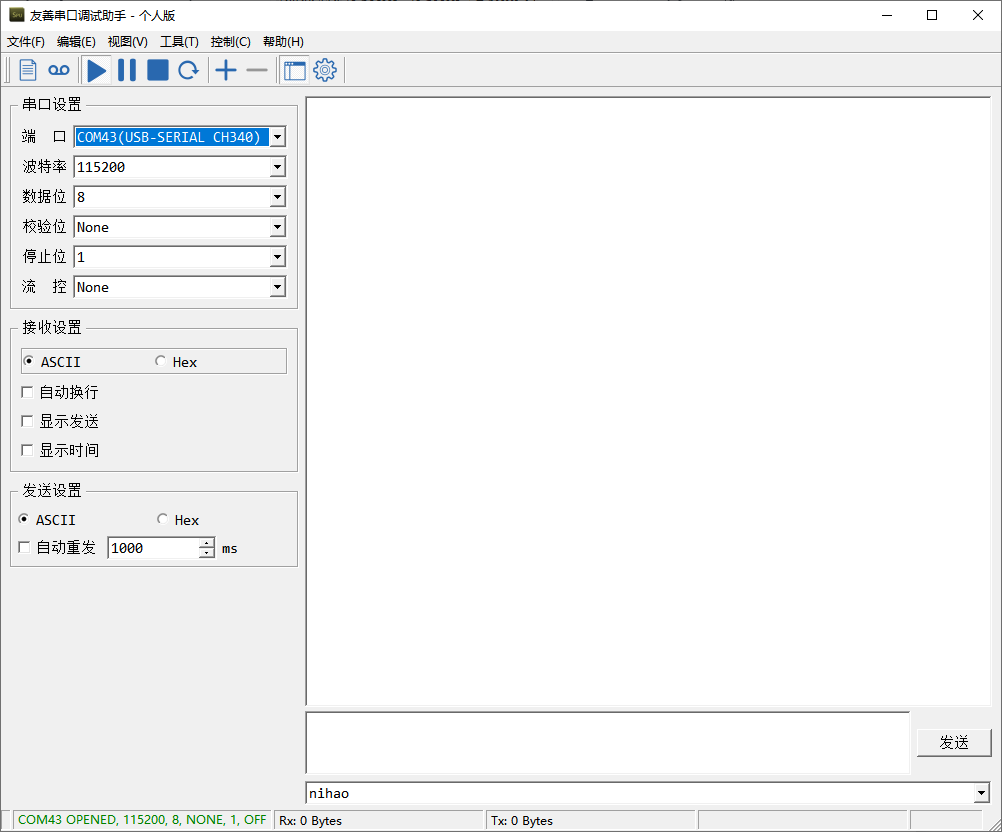 友善串口调试助手 - 个人版
文件(F) 编辑(E) 视图(V) 工具(T) 控制(C) 帮助(H)
串口设置
端 口 COM43(USB-SERIAL CH340)
波特率 115200
数据位 8
校验位 None
停止位 1
流 控 None
接收设置
ASCII Hex
自动换行
显示发送
显示时间
发送设置
ASCII Hex
自动重发 1000 ms
发送
nihao
COM43 OPENED, 115200, 8, NONE, 1, OFF Rx: 0 Bytes Tx: 0 Bytes